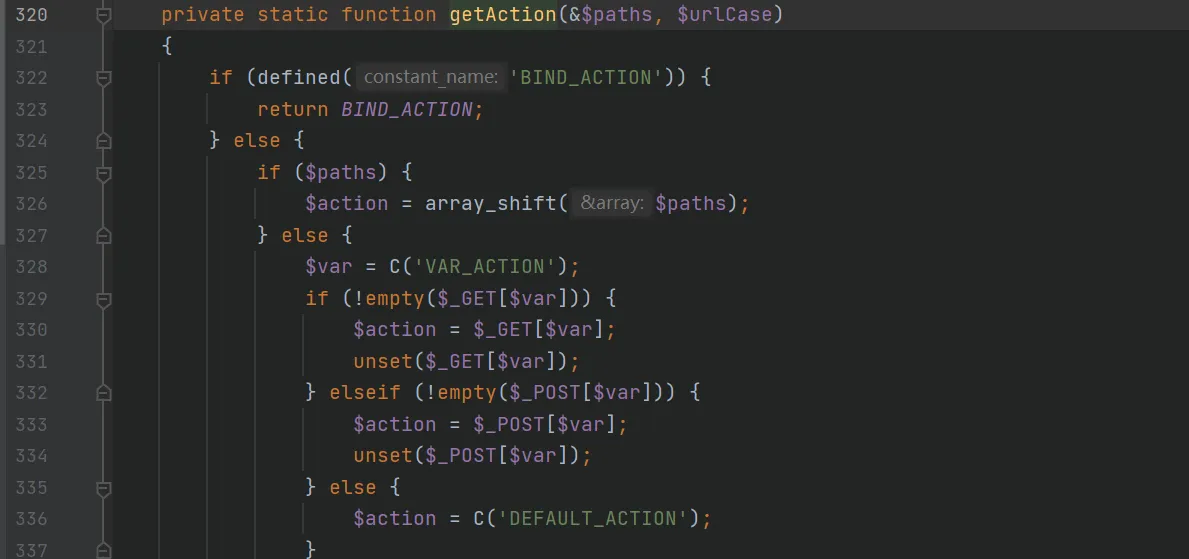 320 private static function getAction(&$paths, $urlCase)
321 {
322 if (defined( constant_name: 'BIND_ACTION')) {
323 return BIND_ACTION;
324 } else {
325 if ($paths) {
326 $action = array_shift( &array: $paths);
327 } else {
328 $var = C('VAR_ACTION');
329 if (!empty($_GET[$var])) {
330 $action = $_GET[$var];
331 unset($_GET[$var]);
332 } elseif (!empty($_POST[$var])) {
333 $action = $_POST[$var];
334 unset($_POST[$var]);
335 } else {
336 $action = C('DEFAULT_ACTION');
337 }